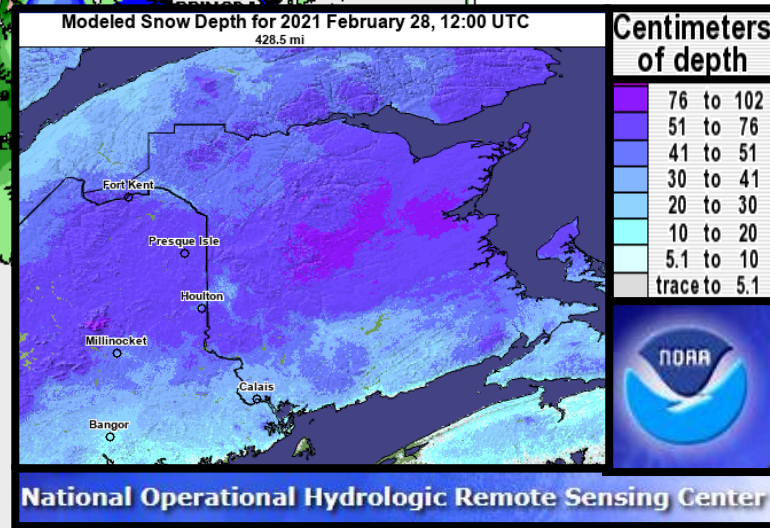 Modeled Snow Depth for 2021 February 28, 12:00 UTC
428.5 mi
Centimeters
of depth
76 to 102
51 to 76
41 to 51
30 to 41
20 to 30
10 to 20
5.1 to 10
trace to 5.1
Fort Kent
Presque Isle
Houlton
Millinocket
Calais
Bangor
NOAA
National Operational Hydrologic Remote Sensing Center